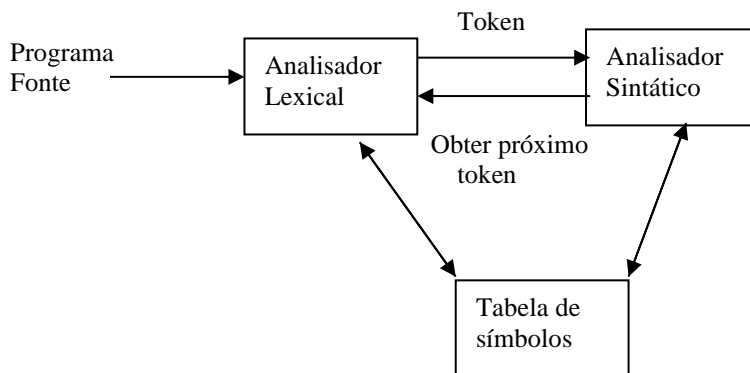 Programa
Fonte
Analisador
Lexical
Token
Analisador
Sintático
Obter próximo
token
Tabela de
símbolos